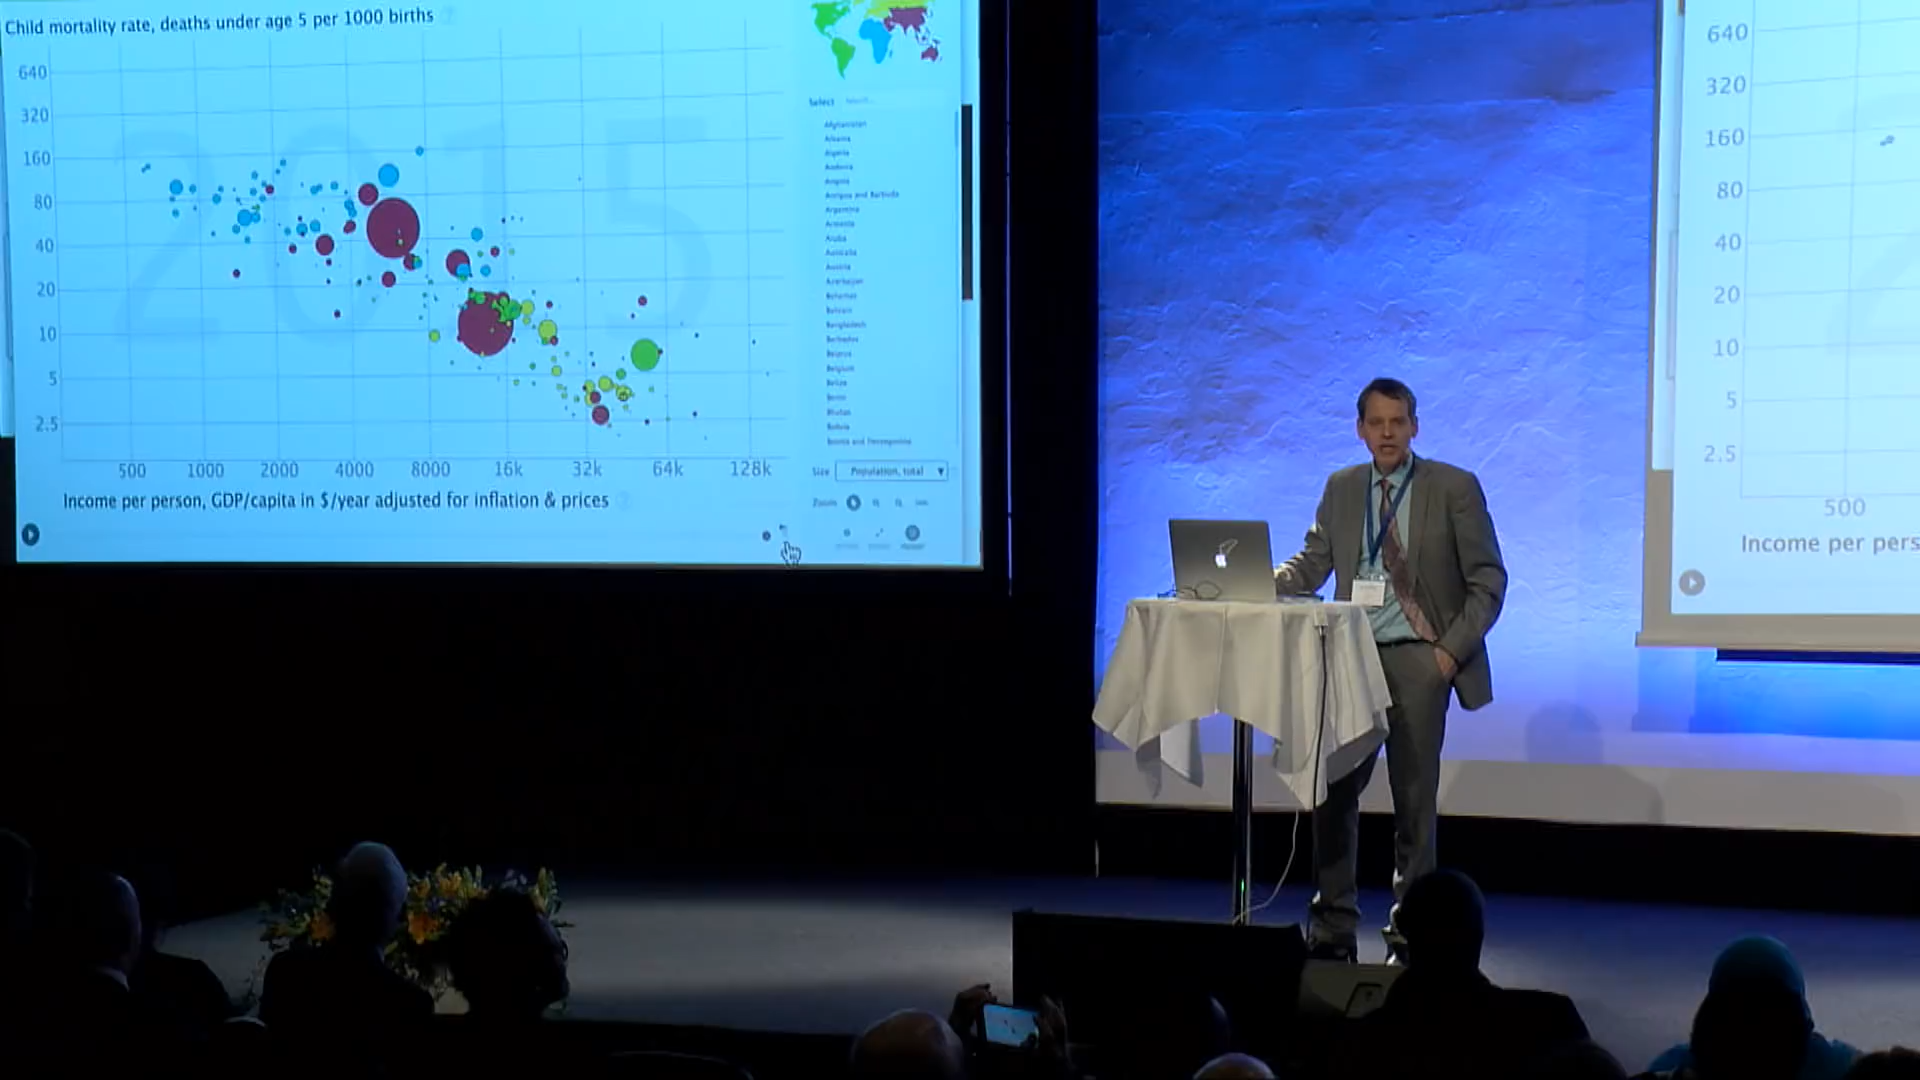 Child mortality rate, deaths under age 5 per 1000 births
640
320
160
80
40
20
10
5
2.5
2015
500 1000 2000 4000 8000 16k 32k 64k 128k
Income per person, GDP/capita in $/year adjusted for inflation & prices
Select
Afghanistan
Albania
Algeria
Andorra
Angola
Antigua and Barbuda
Argentina
Armenia
Aruba
Australia
Austria
Azerbaijan
Bahamas
Bahrain
Bangladesh
Barbados
Belarus
Belgium
Belize
Benin
Bhutan
Bolivia
Bosnia and Herzegovina
Size Population, total
Zoom
640
320
160
80
40
20
10
5
2.5
500
Income per pers